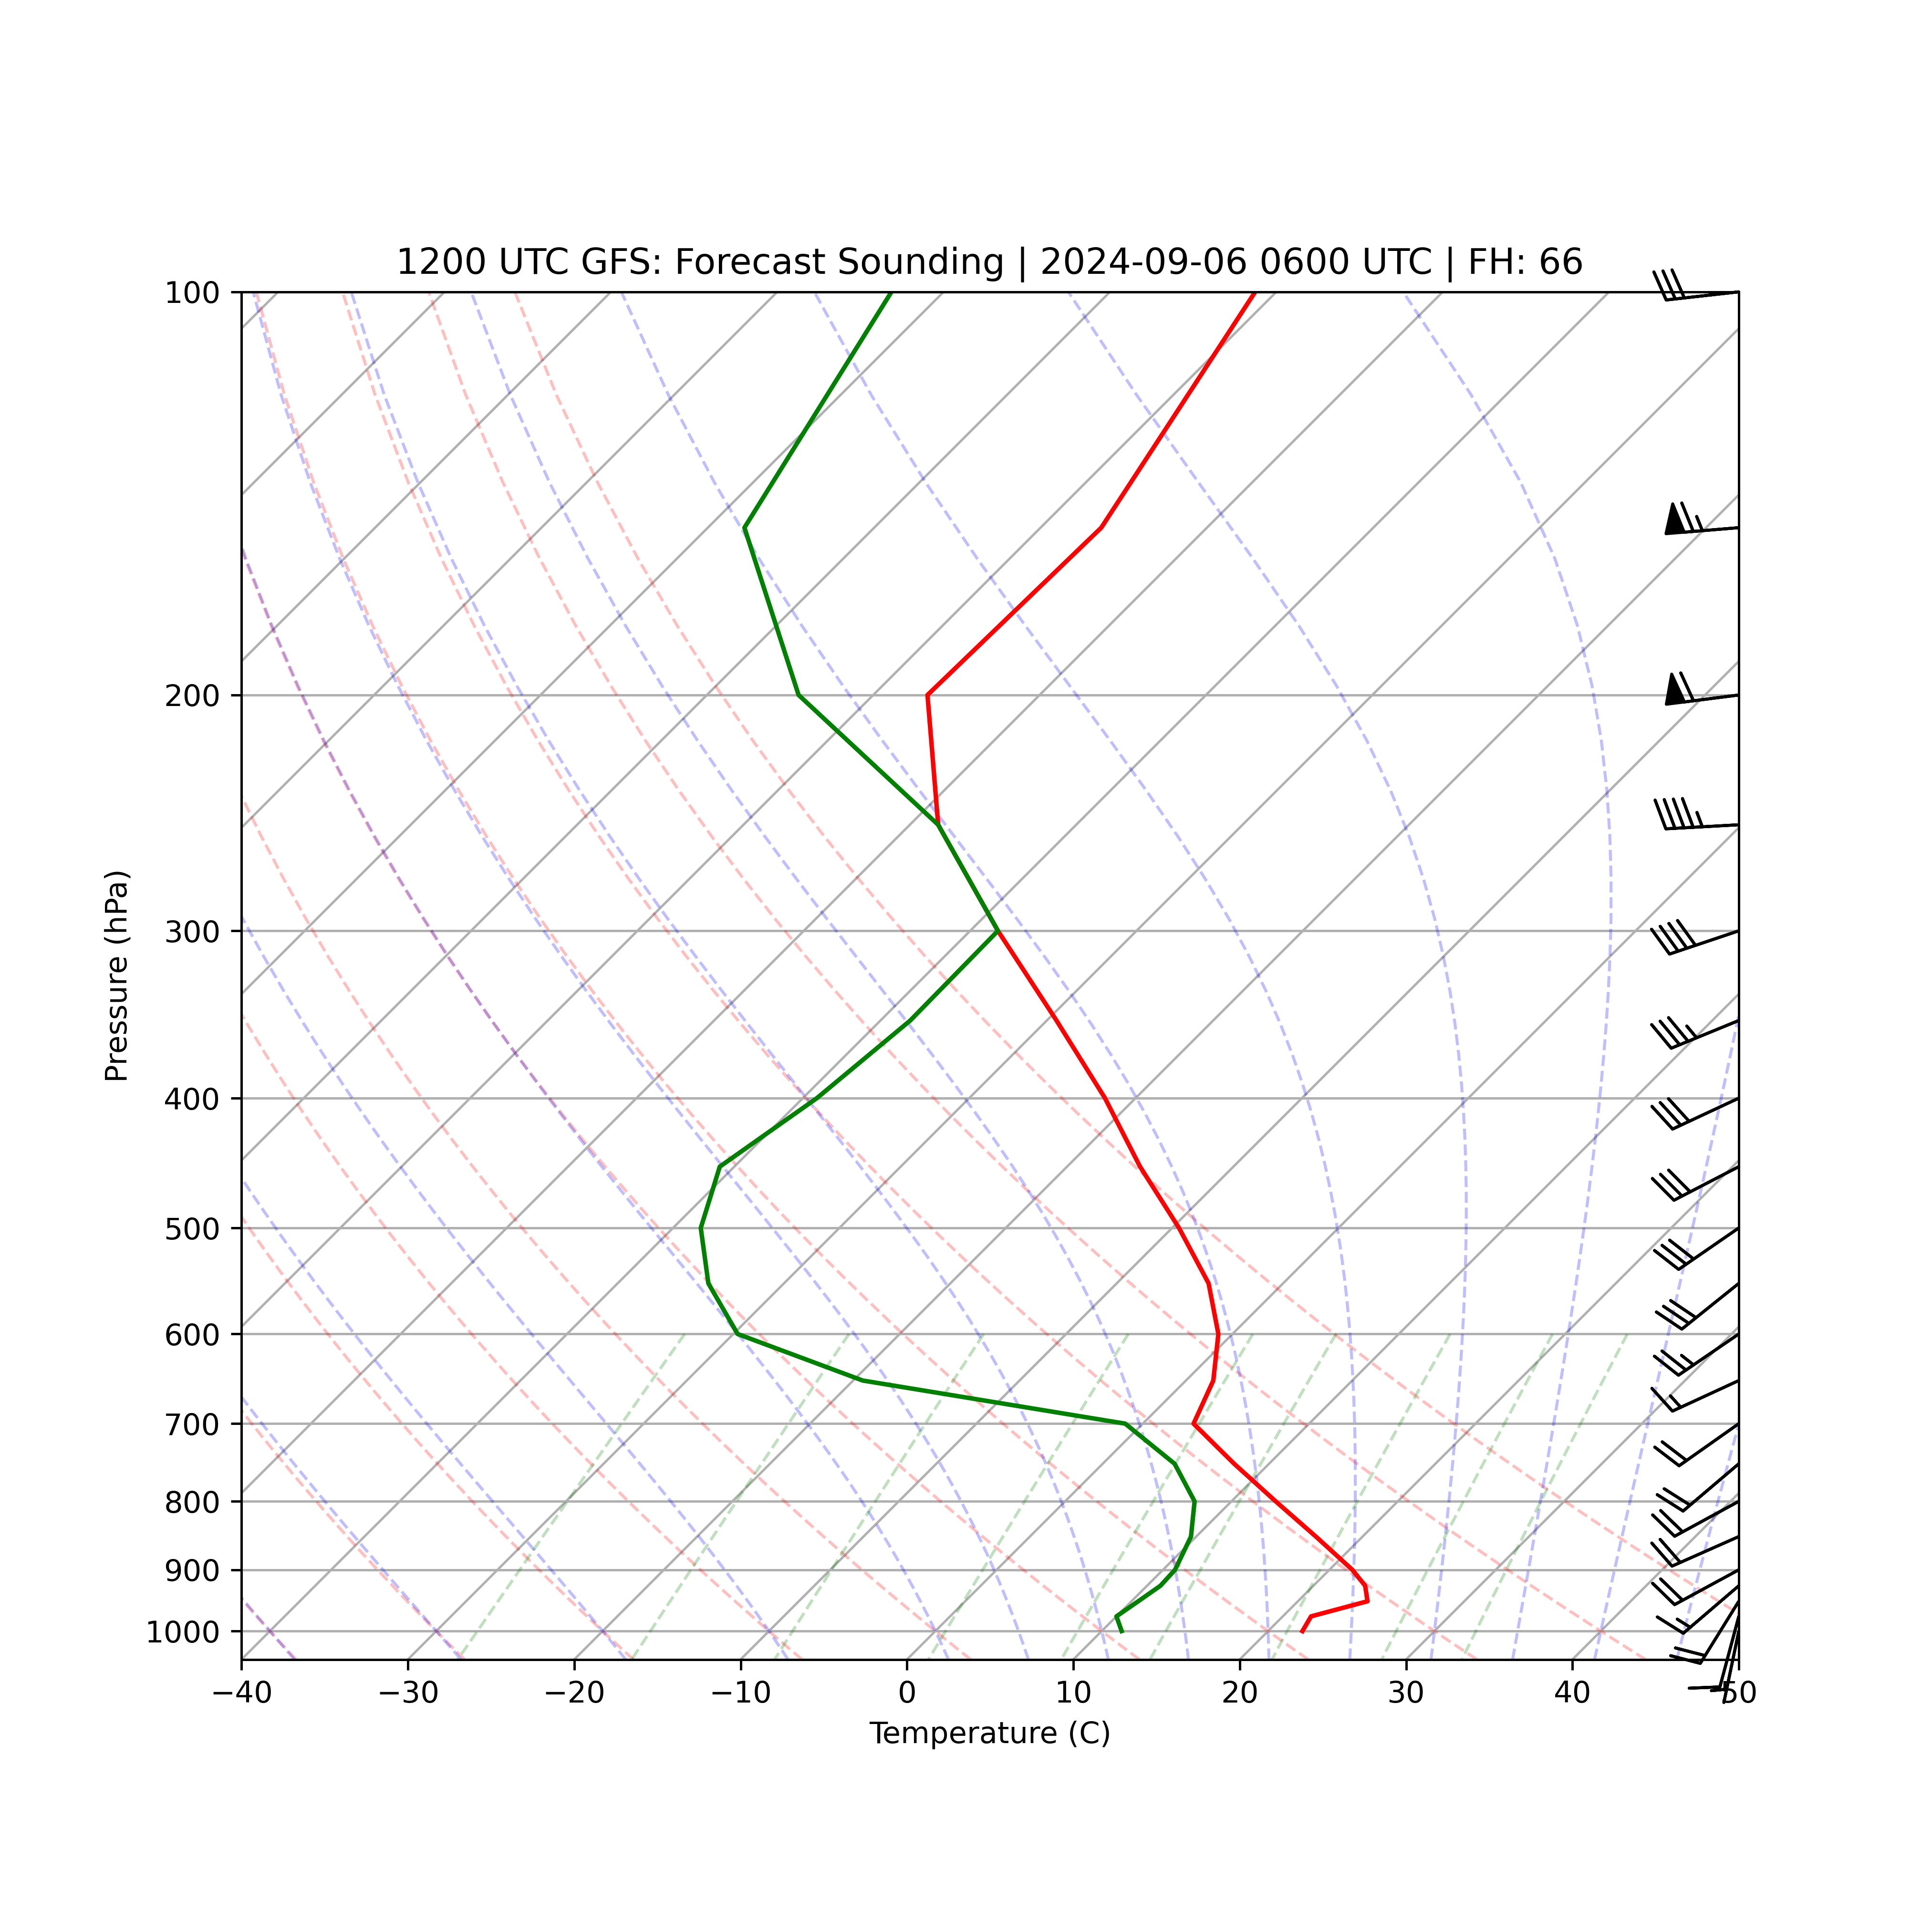 1200 UTC GFS: Forecast Sounding | 2024-09-06 0600 UTC | FH: 66
100
200
300
400
500
600
700
800
900
1000
Pressure (hPa)
−40 −30 −20 −10 0 10 20 30 40 50
Temperature (C)